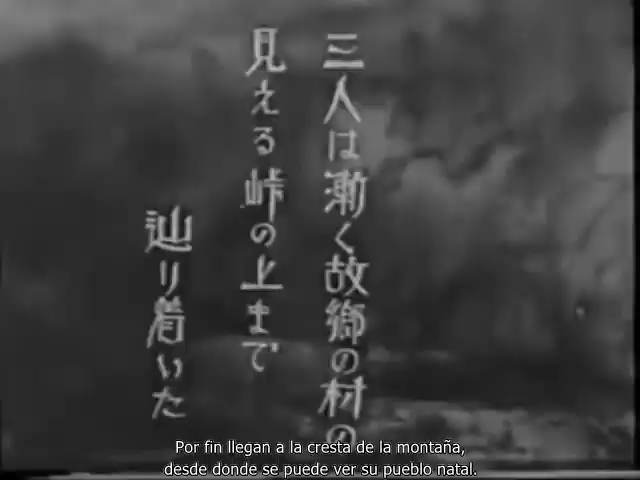 三人は漸く故郷の村の
見える峠の上まで
辿り着いた
Por fin llegan a la cresta de la montaña,
desde donde se puede ver su pueblo natal.